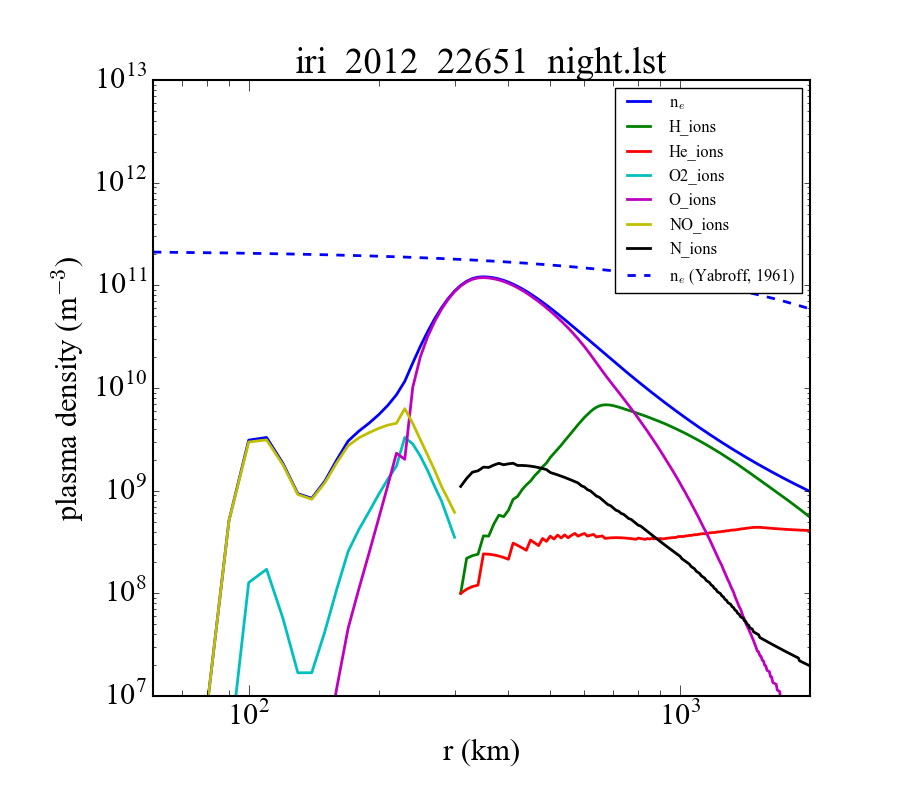 iri 2012 22651 night.lst
10^13
10^12
10^11
10^10
10^9
10^8
10^7
plasma density (m^−3)
10^2
10^3
r (km)
n_e
H_ions
He_ions
O2_ions
O_ions
NO_ions
N_ions
n_e (Yabroff, 1961)